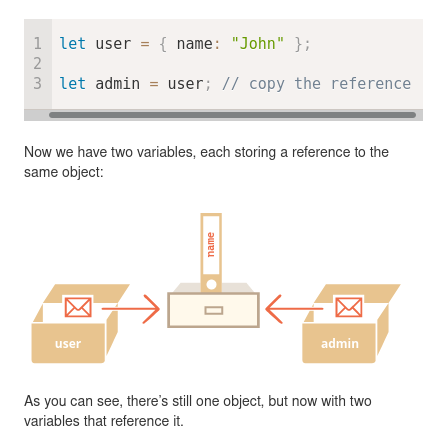 1 let user = { name: "John" };
2
3 let admin = user; // copy the reference
Now we have two variables, each storing a reference to the
same object:
name
user
admin
As you can see, there’s still one object, but now with two
variables that reference it.